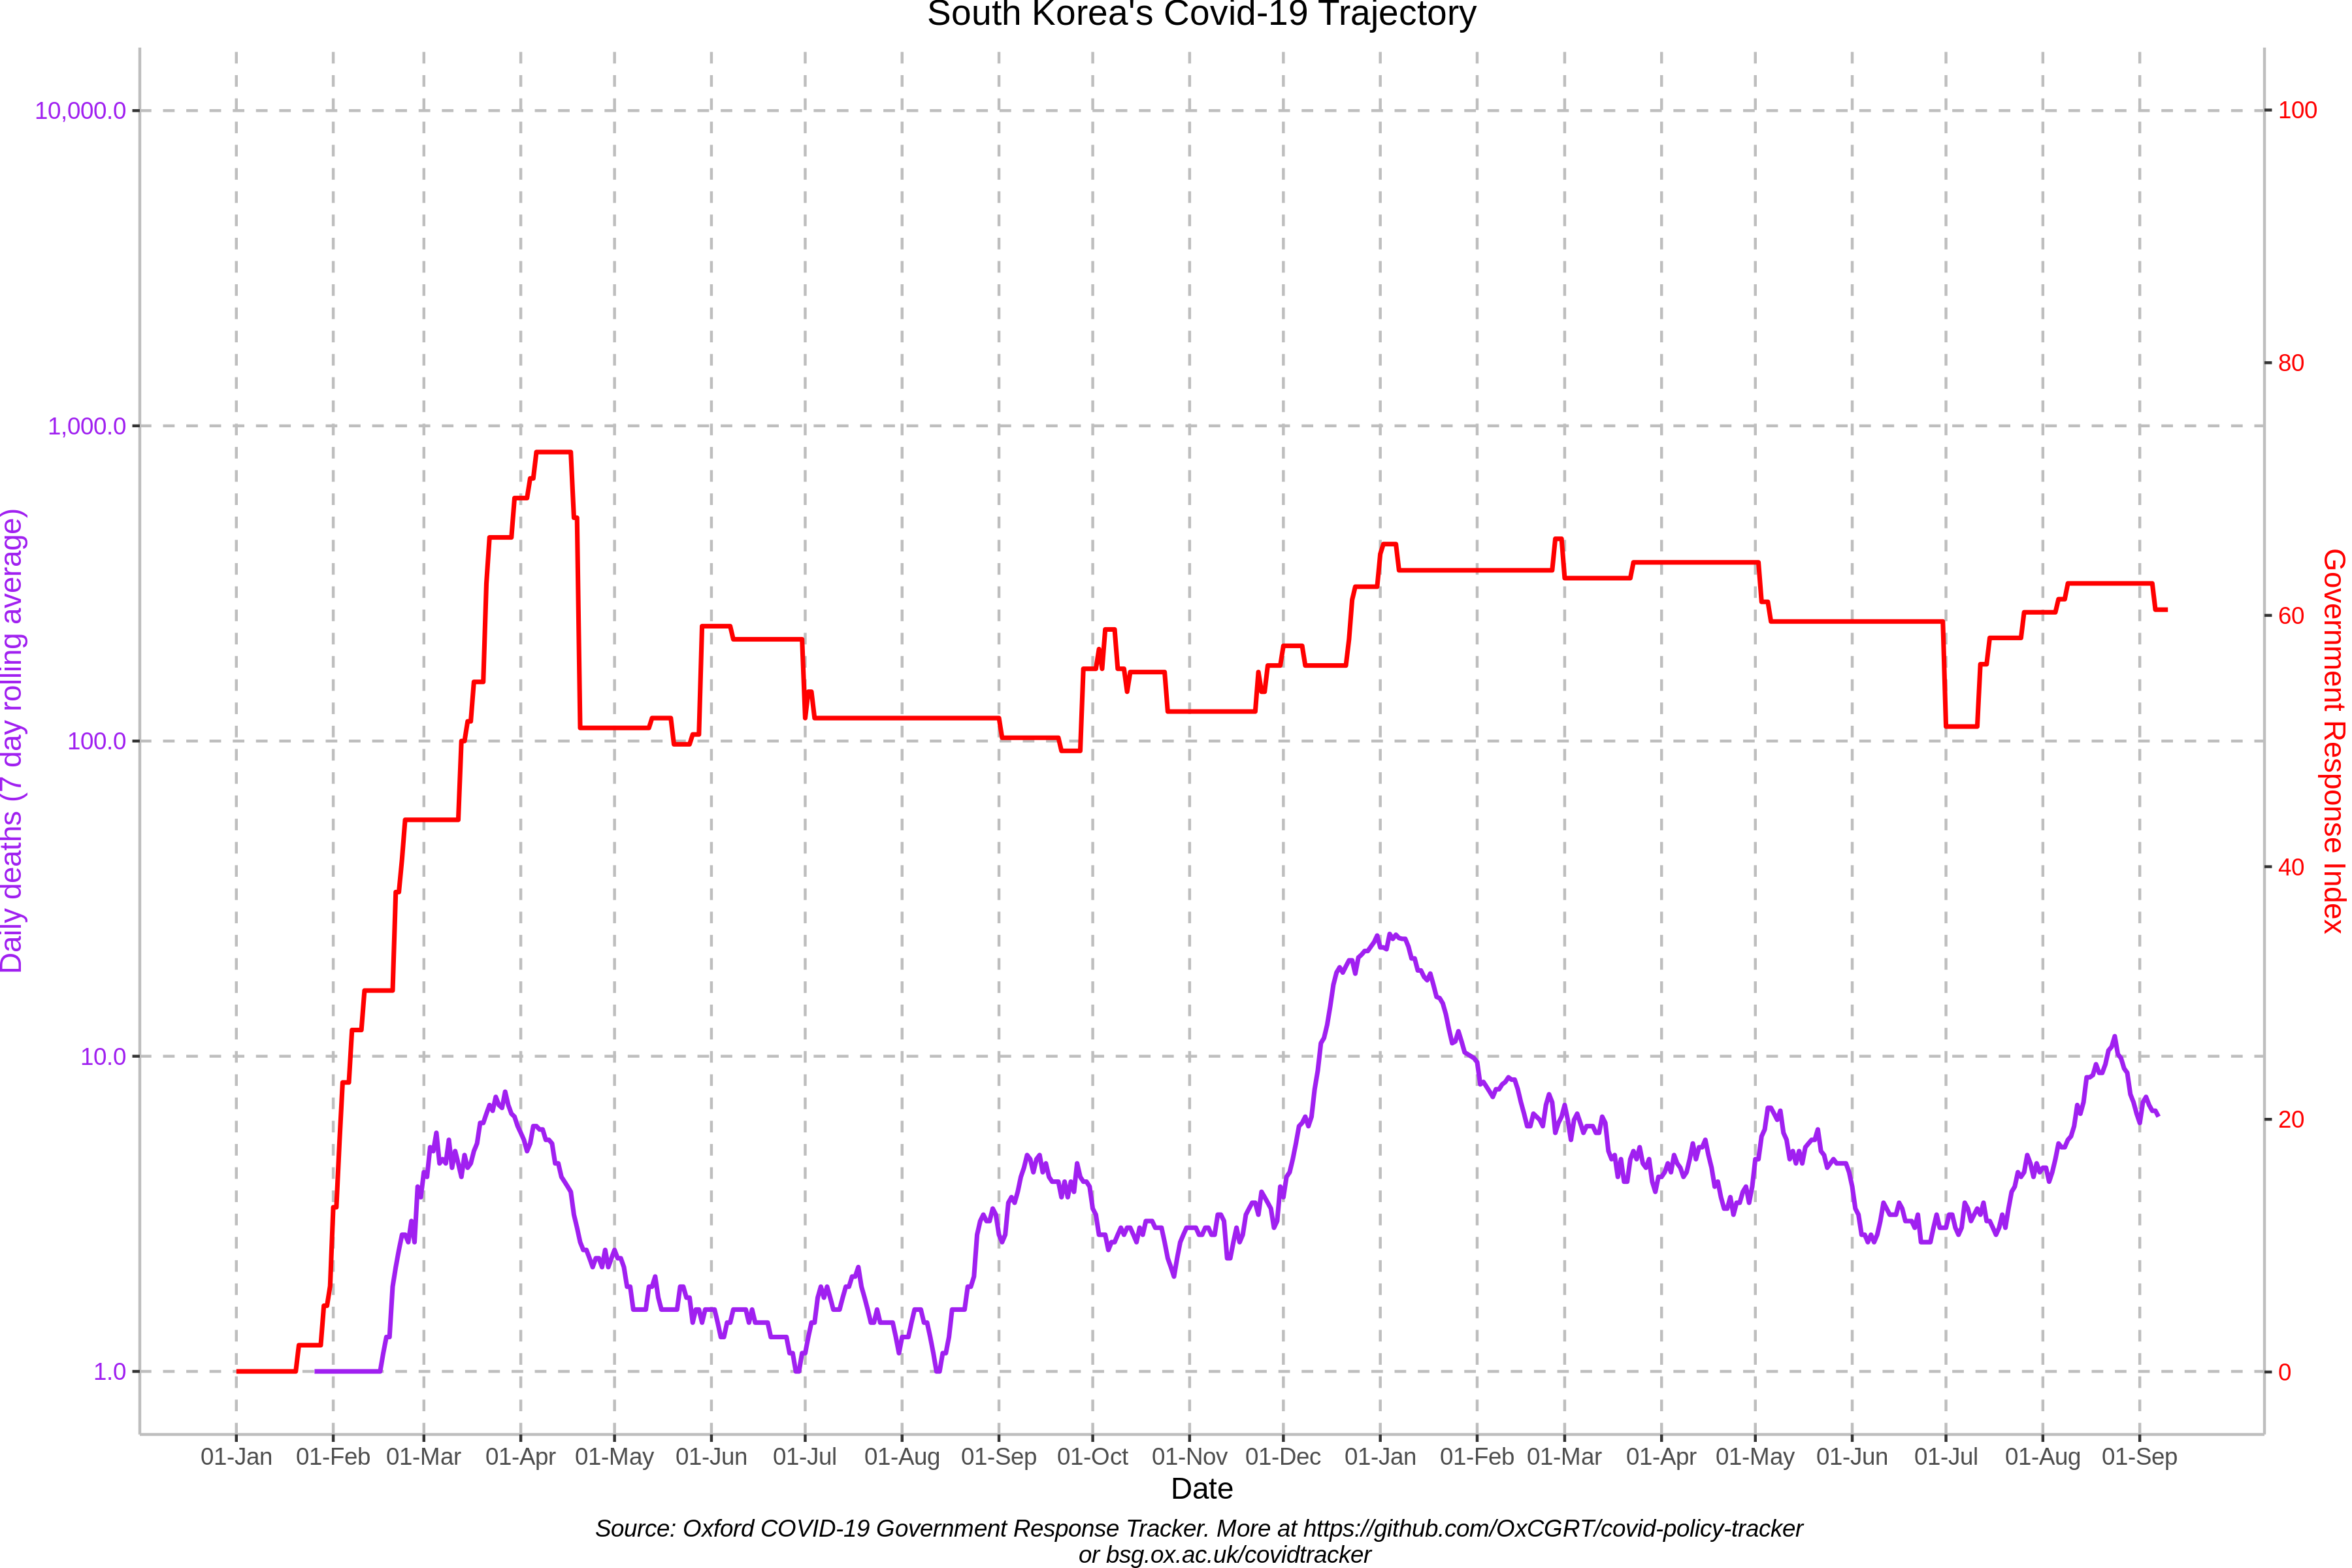 South Korea's Covid-19 Trajectory
10,000.0
1,000.0
100.0
10.0
1.0
Daily deaths (7 day rolling average)
100
80
60
40
20
0
Government Response Index
01-Jan 01-Feb 01-Mar 01-Apr 01-May 01-Jun 01-Jul 01-Aug 01-Sep 01-Oct 01-Nov 01-Dec 01-Jan 01-Feb 01-Mar 01-Apr 01-May 01-Jun 01-Jul 01-Aug 01-Sep
Date
Source: Oxford COVID-19 Government Response Tracker. More at https://github.com/OxCGRT/covid-policy-tracker
or bsg.ox.ac.uk/covidtracker